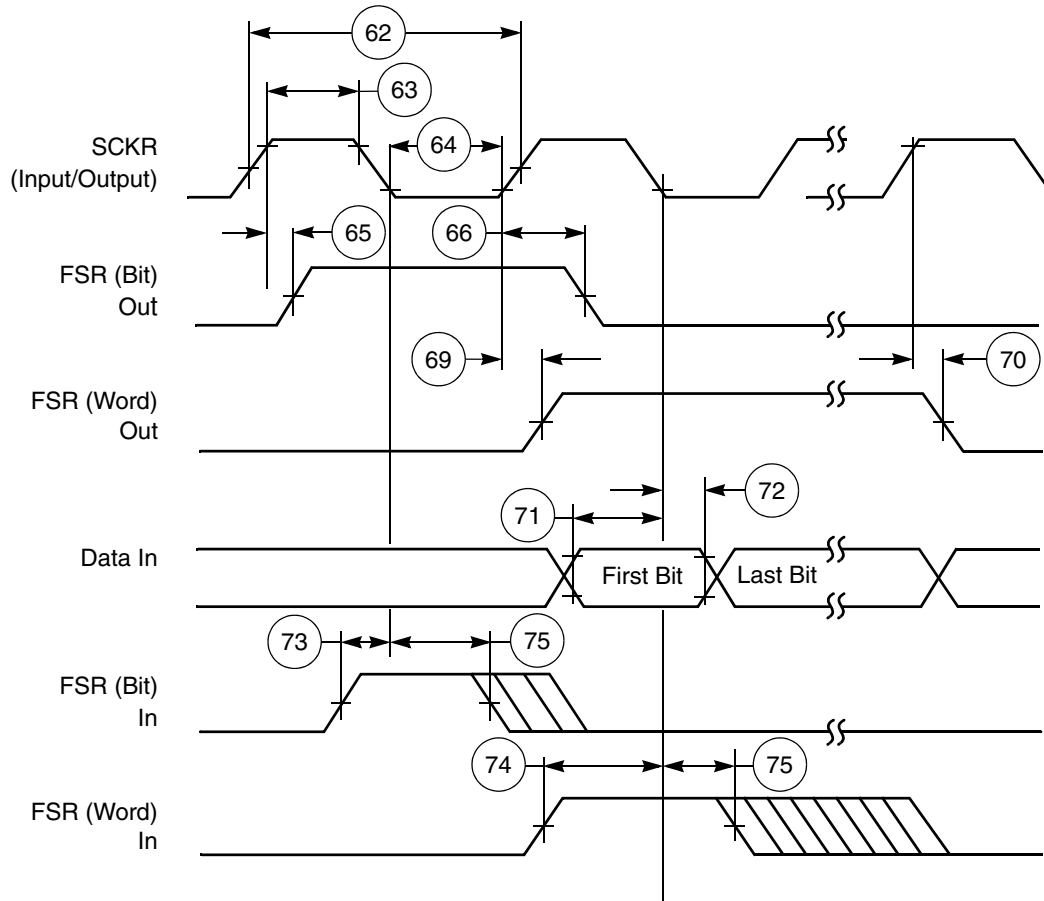 62
63
SCKR
64
(Input/Output)
65
66
FSR (Bit)
Out
69
70
FSR (Word)
Out
71
72
Data In
First Bit
Last Bit
73
75
FSR (Bit)
In
74
75
FSR (Word)
In